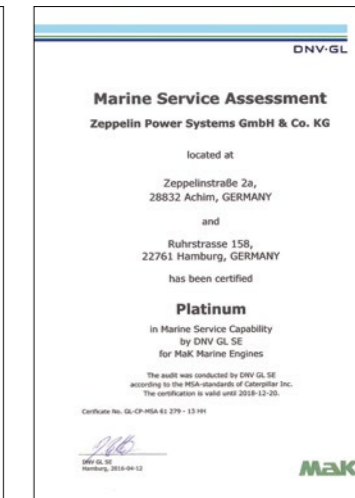 DNV·GL
Marine Service Assessment
Zeppelin Power Systems GmbH & Co. KG
located at
Zeppelinstraße 2a,
28832 Achim, GERMANY
and
Ruhrstrasse 158,
22761 Hamburg, GERMANY
has been certified
Platinum
in Marine Service Capability
by DNV GL SE
for MaK Marine Engines
The audit was conducted by DNV GL SE
according to the MSA-standards of Caterpillar Inc.
The certification is valid until 2018-12-20.
Certificate No. GL-CP-MSA 61 279 - 13 HH
DNV GL SE
Hamburg, 2016-04-12
MaK